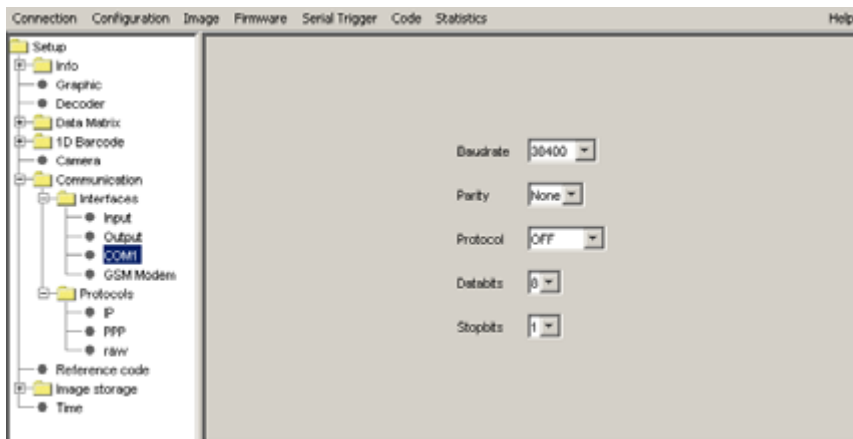 Connection Configuration Image Firmware Serial Trigger Code Statistics Help
Setup
Info
Graphic
Decoder
Data Matrix
1D Barcode
Camera
Communication
Interfaces
Input
Output
COM1
GSM Modem
Protocols
IP
PPP
raw
Reference code
Image storage
Time
Baudrate 38400
Parity None
Protocol OFF
Databits 8
Stopbits 1